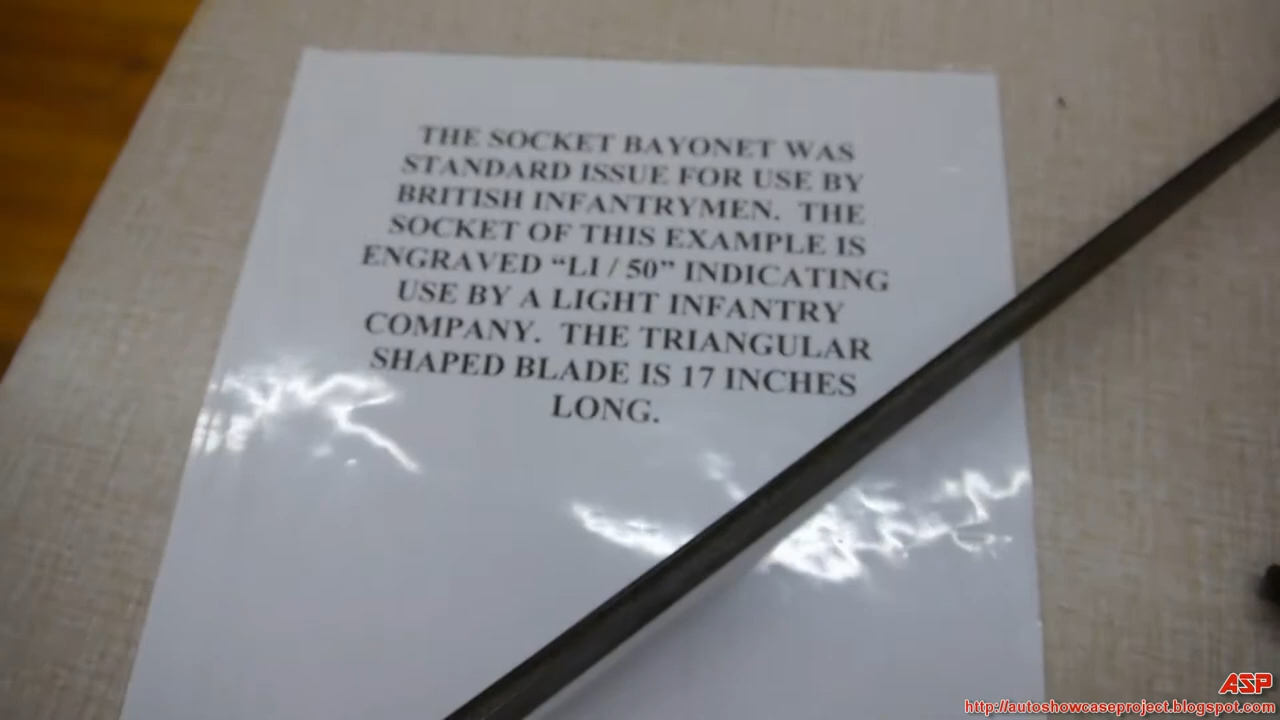 THE SOCKET BAYONET WAS
STANDARD ISSUE FOR USE BY
BRITISH INFANTRYMEN. THE
SOCKET OF THIS EXAMPLE IS
ENGRAVED “LI / 50” INDICATING
USE BY A LIGHT INFANTRY
COMPANY. THE TRIANGULAR
SHAPED BLADE IS 17 INCHES
LONG.
ASP
http://autoshowcaseproject.blogspot.com